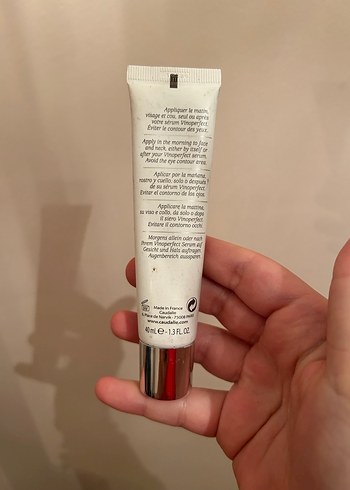 Appliquer le matin,
visage et cou, seul ou après
votre sérum Vinoperfect.
Éviter le contour des yeux.
Apply in the morning to face
and neck, either by itself or
after your Vinoperfect serum.
Avoid the eye contour area.
Aplicar por la mañana,
rostro y cuello, solo o después
de su sérum Vinoperfect.
Evitar el contorno de los ojos.
Applicare la mattina,
su viso e collo, da solo o dopo
il siero Vinoperfect.
Evitare il contorno occhi.
Morgens allein oder nach
Ihrem Vinoperfect Serum auf
Gesicht und Hals auftragen.
Augenbereich aussparen.
Made in France
Caudalie
Place de Narvik - 75008 PARIS
www.caudalie.com
40 mL ℮ - 1.3 FL.OZ.